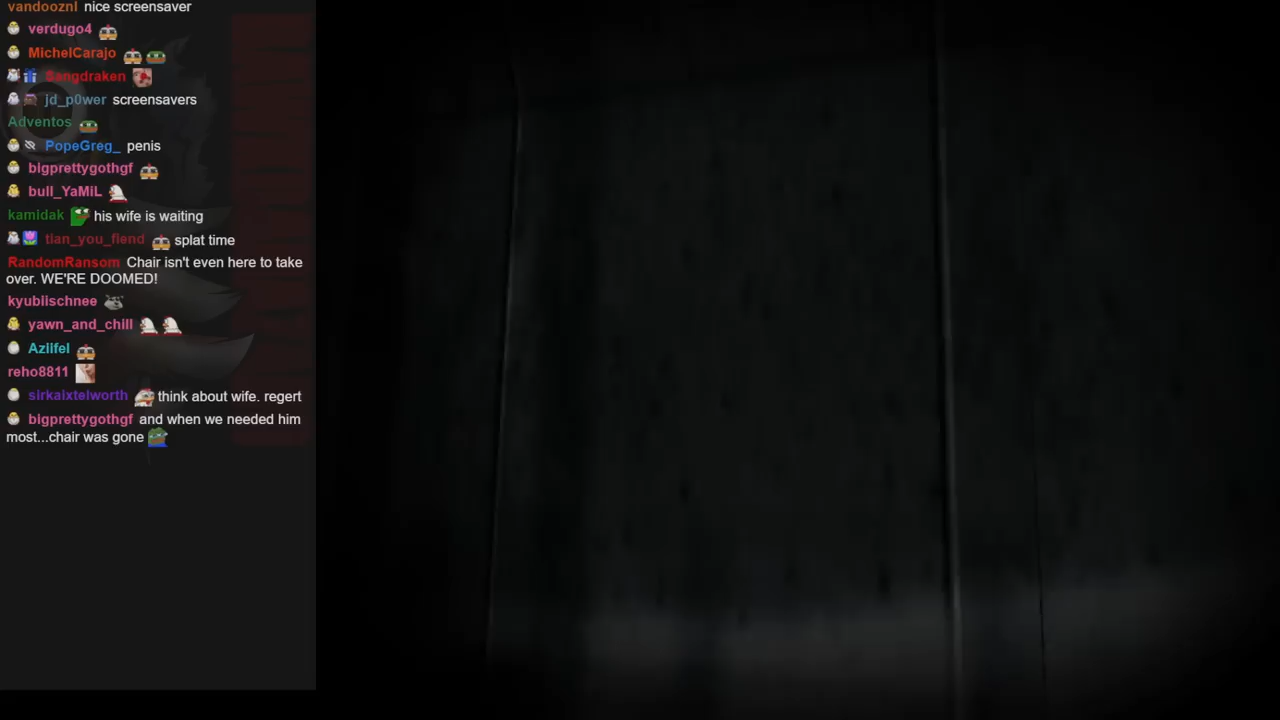 vandooznl nice screensaver
verdugo4
MichelCarajo
Sangdraken
jd_p0wer screensavers
Adventos
PopeGreg_ penis
bigprettygothgf
bull_YaMiL
kamidak his wife is waiting
tian_you_fiend splat time
RandomRansom Chair isn't even here to take
over. WE'RE DOOMED!
kyubiischnee
yawn_and_chill
Aziifel
reho8811
sirkaixtelworth think about wife. regert
bigprettygothgf and when we needed him
most...chair was gone